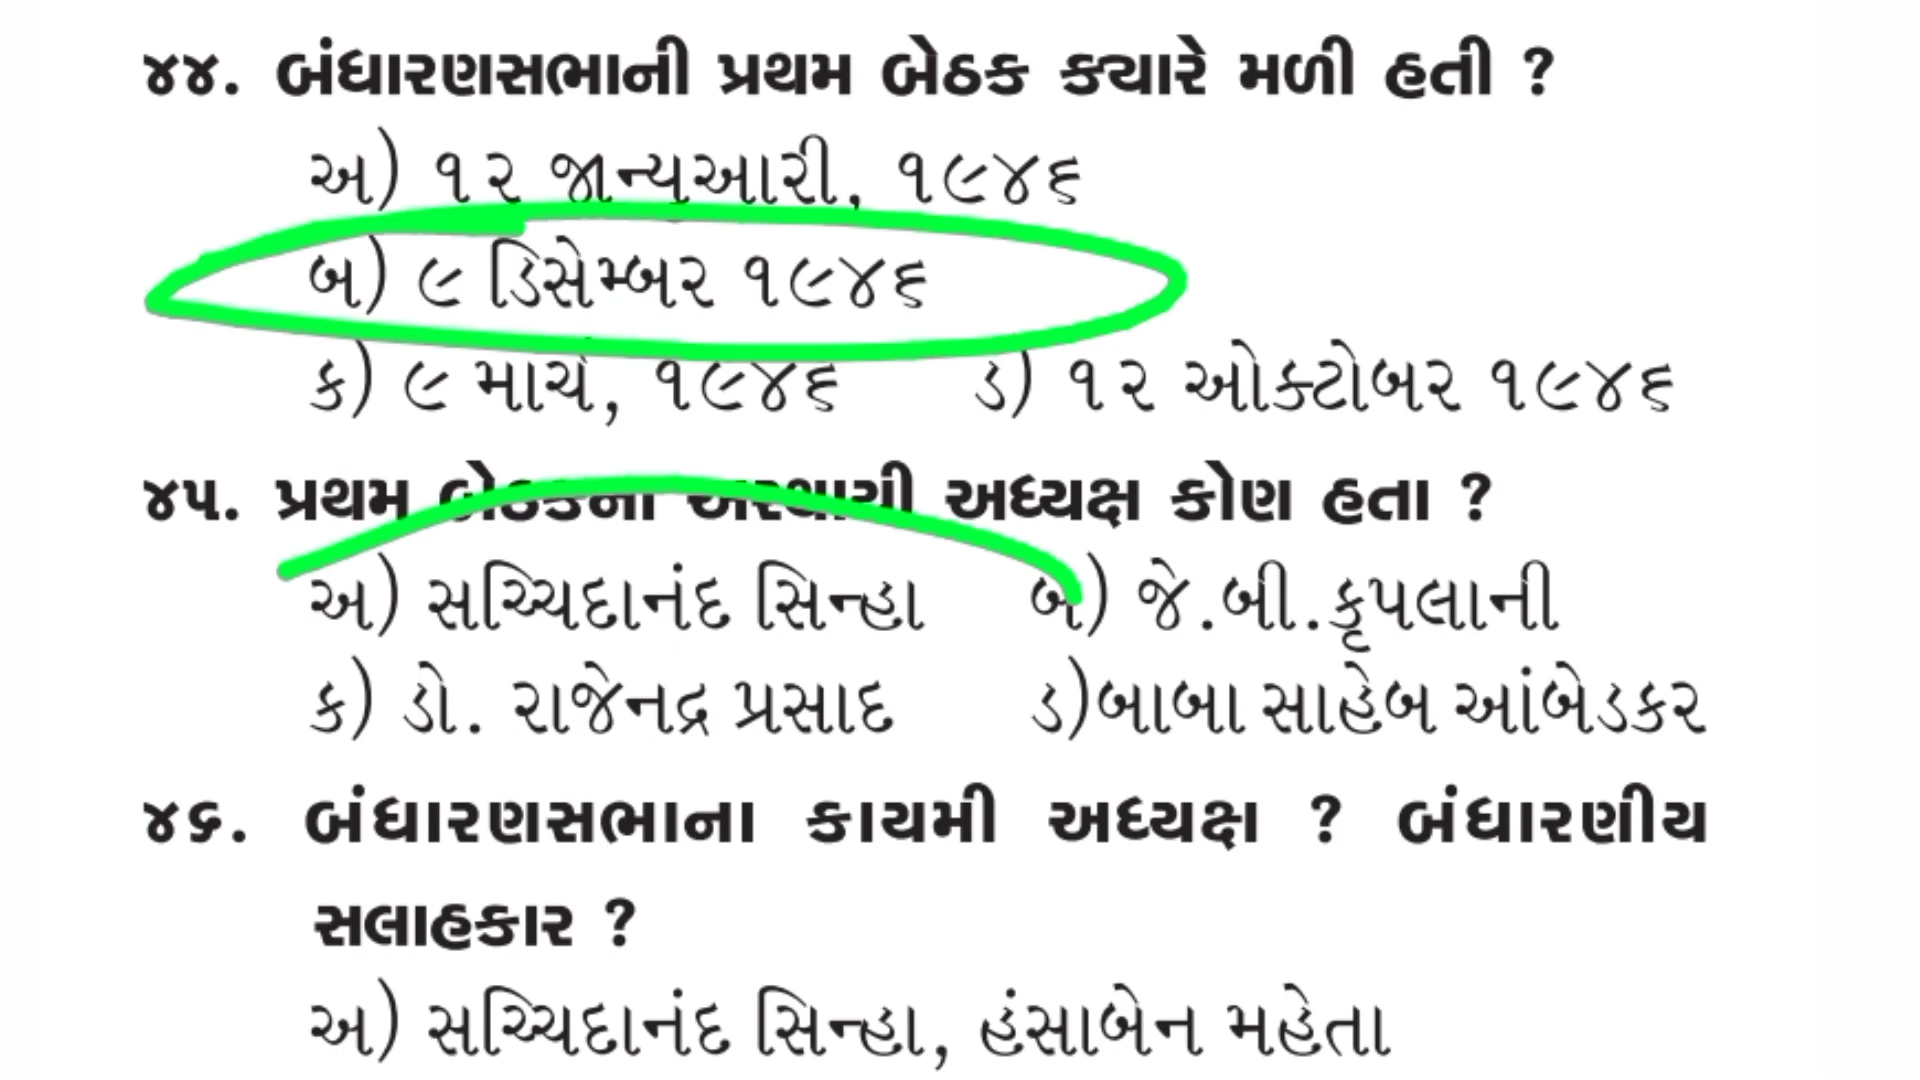 ૪૪. બંધારણસભાની પ્રથમ બેઠક ક્યારે મળી હતી ?
અ) ૧૨ જાન્યુઆરી, ૧૯૪૬
બ) ૯ ડિસેમ્બર ૧૯૪૬
ક) ૯ માર્ચ, ૧૯૪૬ ડ) ૧૨ ઓક્ટોબર ૧૯૪૬
૪૫. પ્રથમ બેઠકના અસ્થાયી અધ્યક્ષ કોણ હતા ?
અ) સચ્ચિદાનંદ સિન્હા બ) જે.બી.કૃપલાની
ક) ડો. રાજેનદ્ર પ્રસાદ ડ)બાબા સાહેબ આંબેડકર
૪૬. બંધારણસભાના કાયમી અધ્યક્ષ ? બંધારણીય
સલાહકાર ?
અ) સચ્ચિદાનંદ સિન્હા, હંસાબેન મહેતા